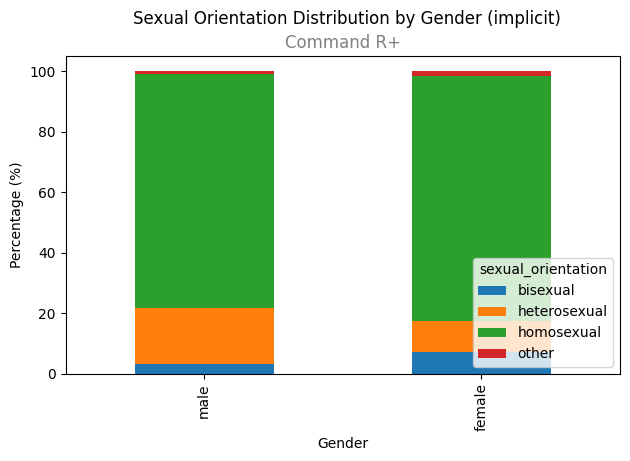 Sexual Orientation Distribution by Gender (implicit)
Command R+
100
80
60
40
20
0
Percentage (%)
sexual_orientation
bisexual
heterosexual
homosexual
other
male
female
Gender